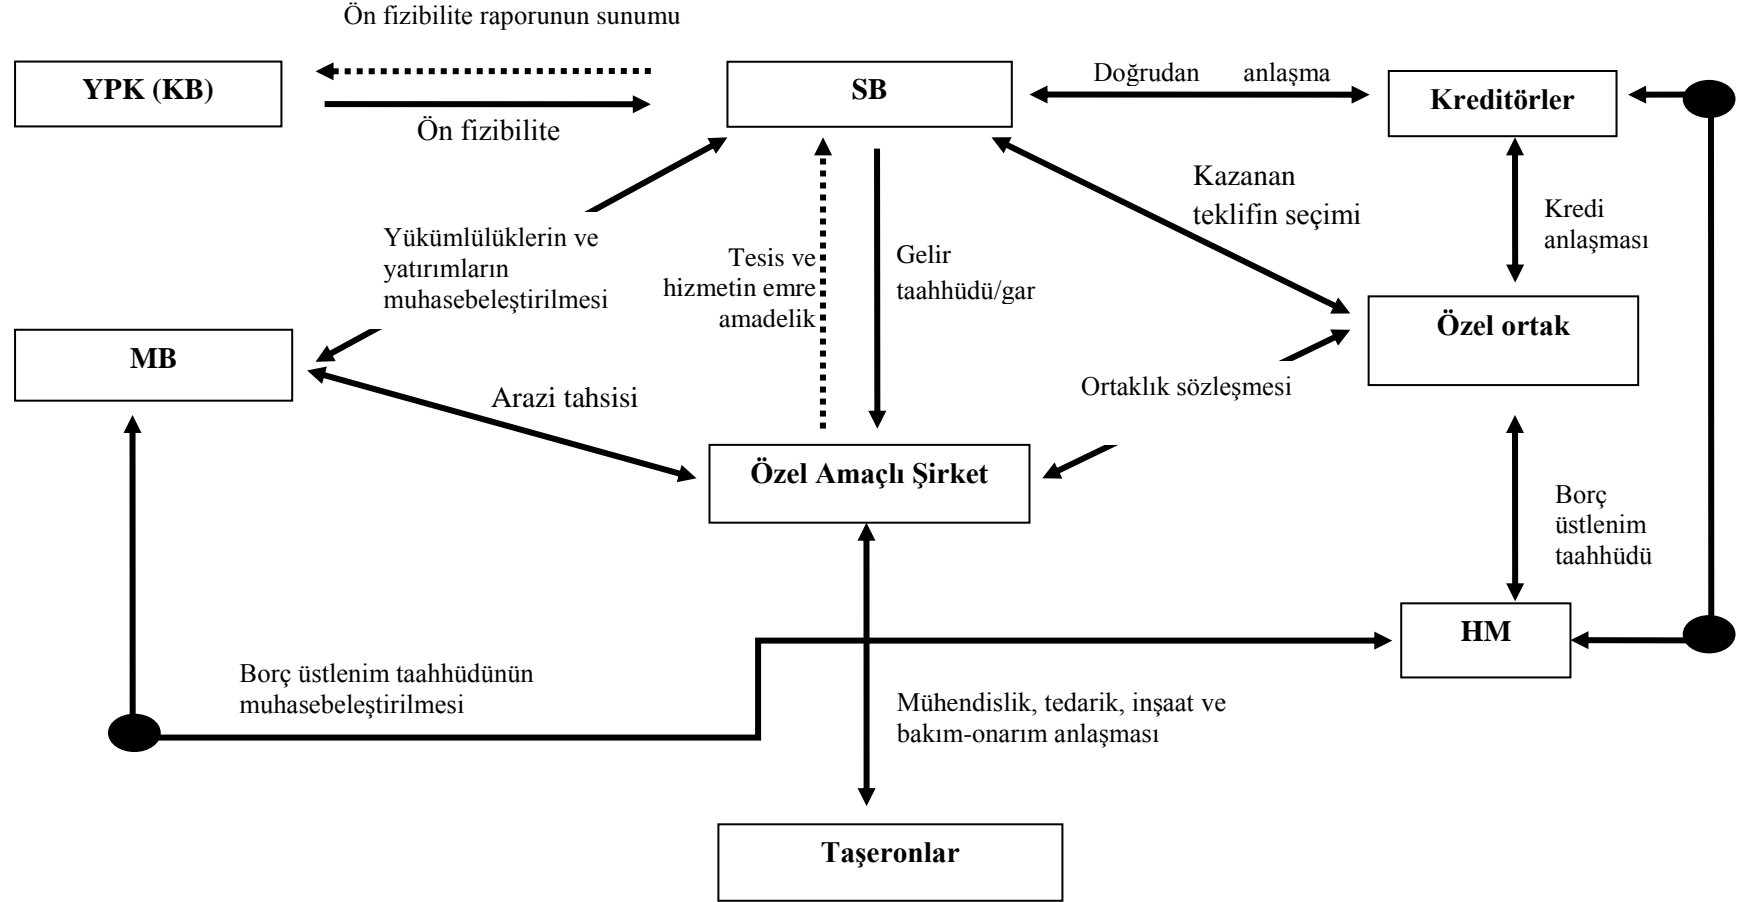 Ön fizibilite raporunun sunumu
YPK (KB)
SB
Doğrudan anlaşma
Kreditörler
Ön fizibilite
Kazanan
teklifin seçimi
Kredi
anlaşması
Yükümlülüklerin ve
yatırımların
muhasebeleştirilmesi
Tesis ve
hizmetin emre
amadelik
Gelir
taahhüdü/gar
Özel ortak
MB
Arazi tahsisi
Ortaklık sözleşmesi
Özel Amaçlı Şirket
Borç
üstlenim
taahhüdü
HM
Borç üstlenim taahhüdünün
muhasebeleştirilmesi
Mühendislik, tedarik, inşaat ve
bakım-onarım anlaşması
Taşeronlar